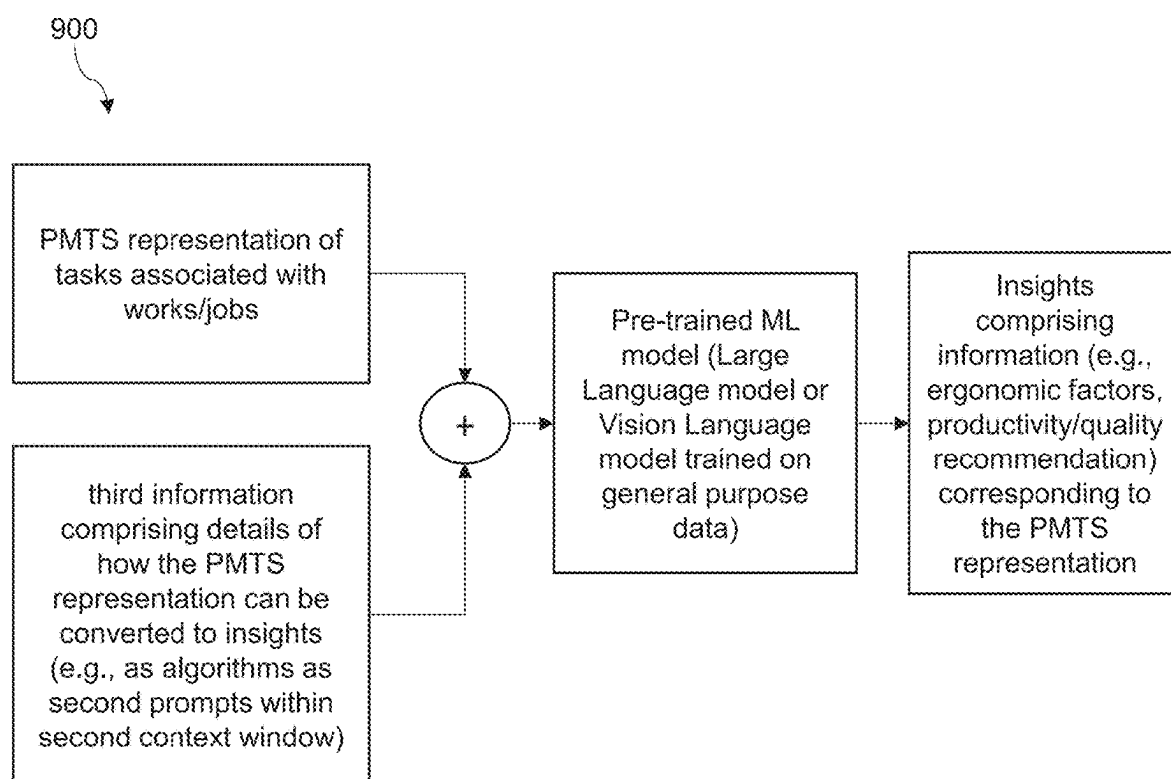 900
PMTS representation of
tasks associated with
works/jobs
third information
comprising details of
how the PMTS
representation can be
converted to insights
(e.g., as algorithms as
second prompts within
second context window)
+
Pre-trained ML
model (Large
Language model or
Vision Language
model trained on
general purpose
data)
Insights
comprising
information (e.g.,
ergonomic factors,
productivity/quality
recommendation)
corresponding to
the PMTS
representation